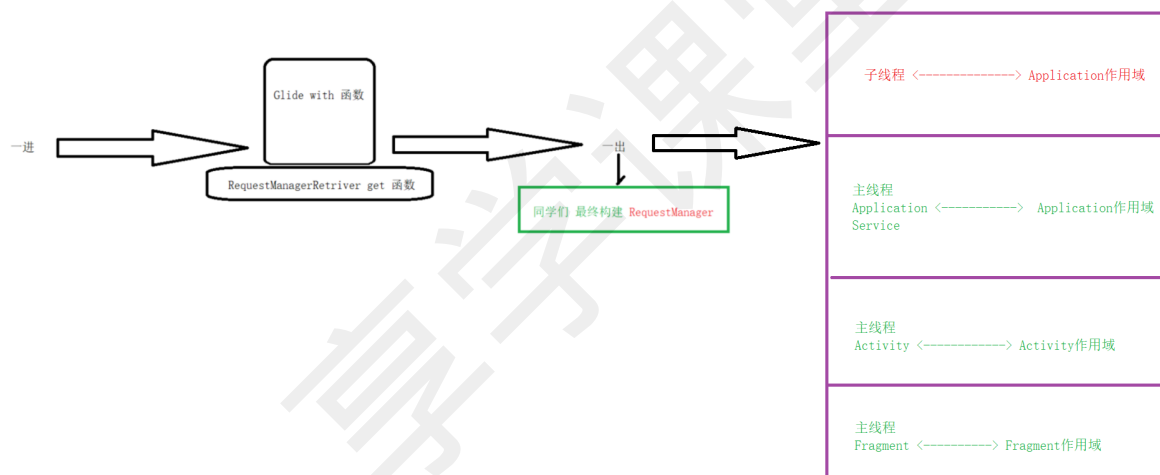 一进
Glide with 函数
RequestManagerRetriver get 函数
一出
同学们 最终构建 RequestManager
子线程 <--------------> Application作用域
主线程
Application <-----------> Application作用域
Service
主线程
Activity <------------> Activity作用域
主线程
Fragment <----------> Fragment作用域
享学课堂